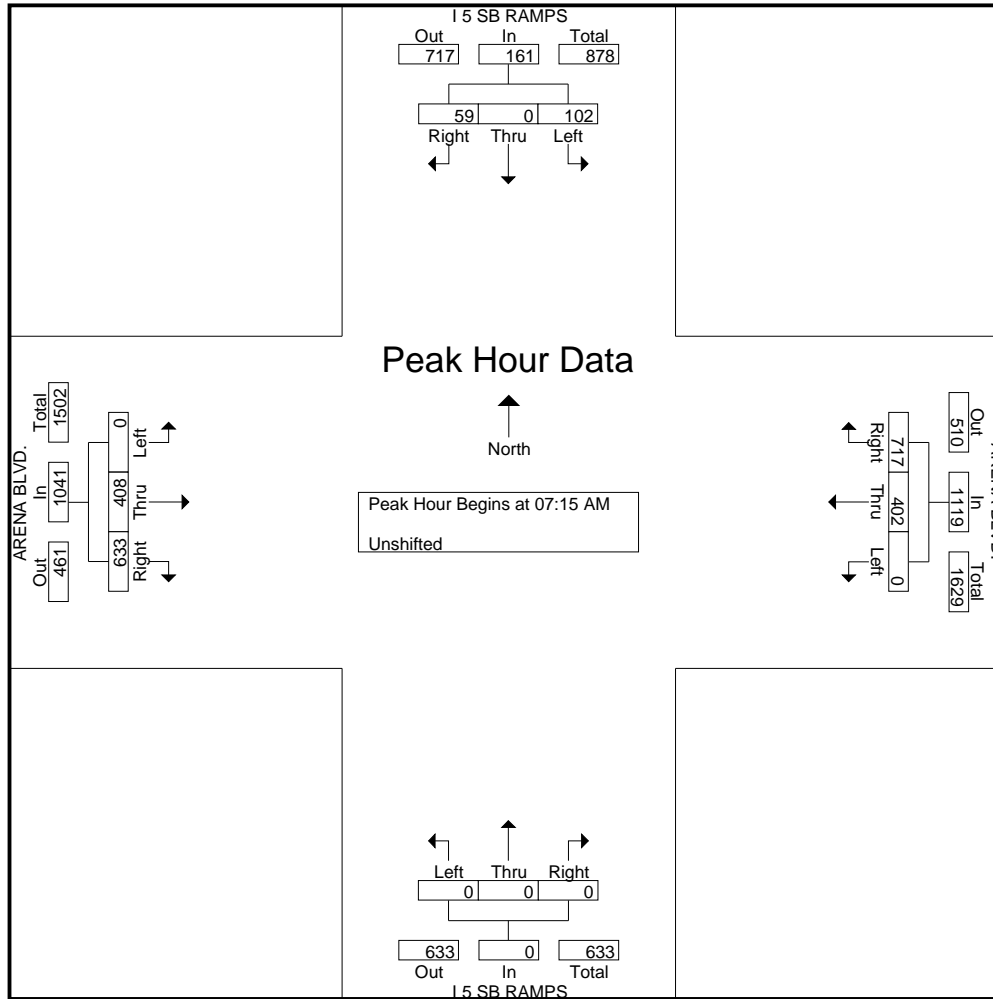 I 5 SB RAMPS
Out In Total
717 161 878
59 0 102
Right Thru Left
Peak Hour Data
North
Peak Hour Begins at 07:15 AM
Unshifted
ARENA BLVD.
Out In Total
461 1041 1502
Right Thru Left
633 408 0
Out In Total
510 1119 1629
Right Thru Left
717 402 0
Left Thru Right
0 0 0
633 0 633
Out In Total
I 5 SB RAMPS